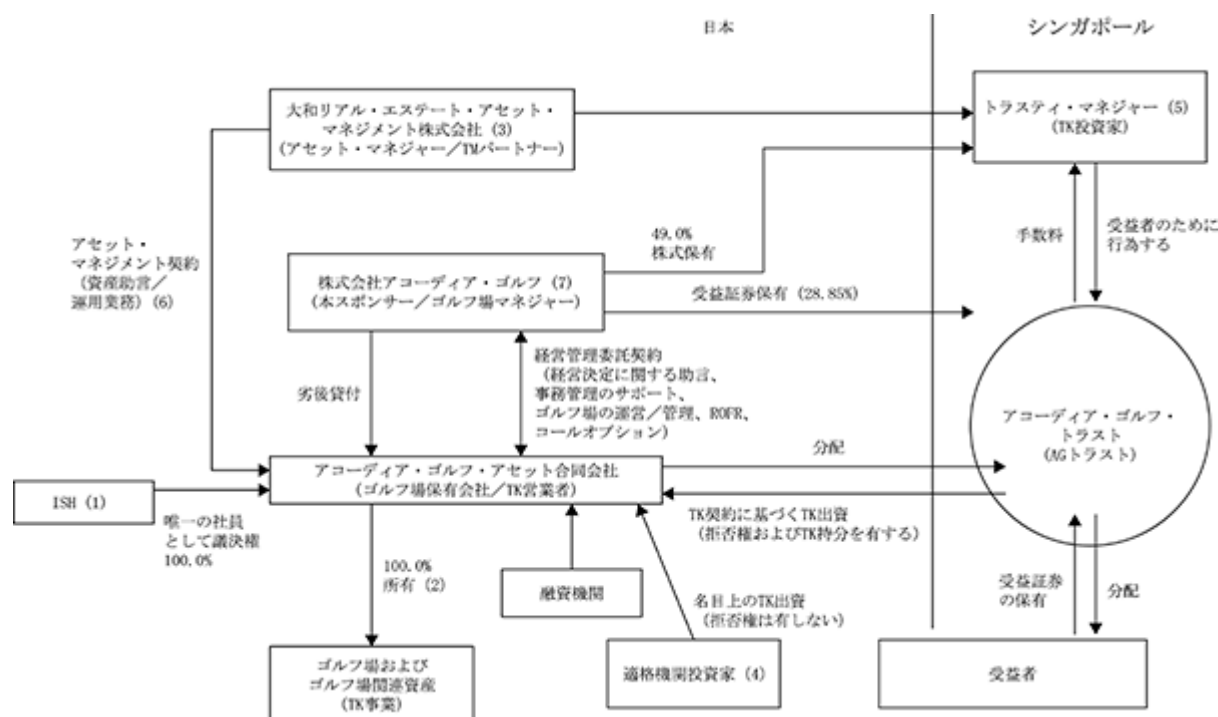 日本
シンガポール
大和リアル・エステート・アセット・
マネジメント株式会社 (3)
(アセット・マネジャー／TMパートナー)
トラスティ・マネジャー (5)
(TK投資家)
アセット・
マネジメント契約
(資産助言／
運用業務) (6)
49.0%
株式保有
手数料
受益者のために
行為する
株式会社アコーディア・ゴルフ (7)
(本スポンサー／ゴルフ場マネジャー)
受益証券保有 (28.85%)
劣後貸付
経営管理委託契約
(経営決定に関する助言、
事務管理のサポート、
ゴルフ場の運営／管理、ROFR、
コールオプション)
アコーディア・ゴルフ・
トラスト
(AGトラスト)
分配
アコーディア・ゴルフ・アセット合同会社
(ゴルフ場保有会社／TK営業者)
ISH (1)
唯一の社員
として議決権
100.0%
TK契約に基づくTK出資
(拒否権およびTK持分を有する)
100.0%
所有 (2)
融資機関
名目上のTK出資
(拒否権は有しない)
受益証券
の保有
分配
ゴルフ場および
ゴルフ場関連資産
(TK事業)
適格機関投資家 (4)
受益者